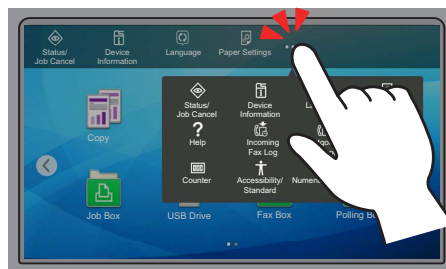 Status/
Job Cancel
Device
Information
Language
Paper Settings
Status/
Job Cancel
Device
Information
Help
Incoming
Fax Log
Counter
Accessibility/
Standard
Copy
Job Box
USB Drive
Fax Box